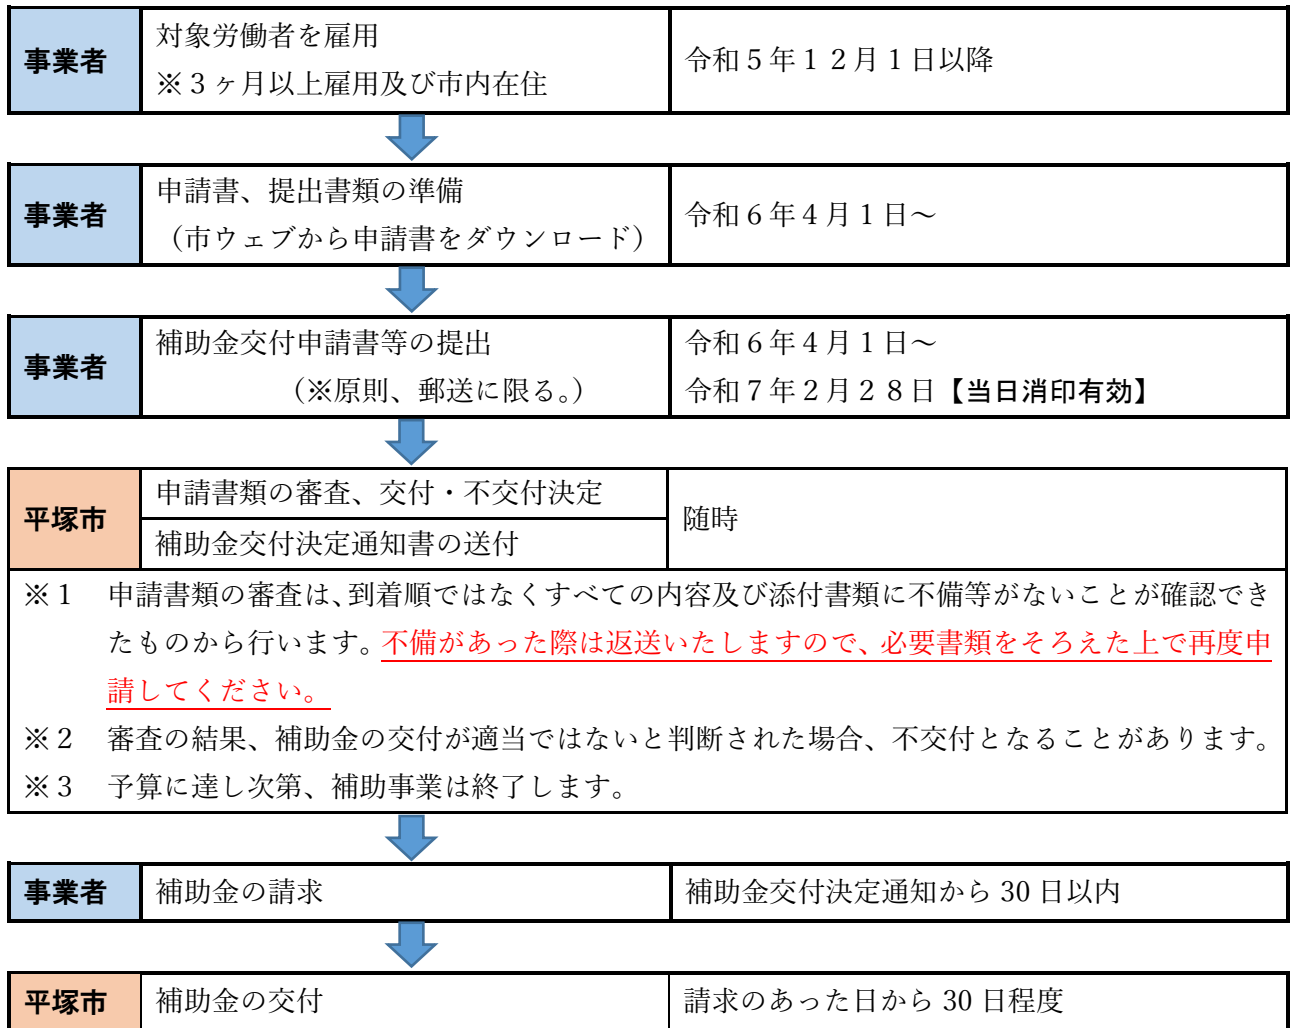 事業者
対象労働者を雇用
※３ヶ月以上雇用及び市内在住
令和５年１２月１日以降
事業者
申請書、提出書類の準備
（市ウェブから申請書をダウンロード）
令和６年４月１日～
事業者
補助金交付申請書等の提出
（※原則、郵送に限る。）
令和６年４月１日～
令和７年２月２８日【当日消印有効】
平塚市
申請書類の審査、交付・不交付決定
補助金交付決定通知書の送付
随時
※１　申請書類の審査は、到着順ではなくすべての内容及び添付書類に不備等がないことが確認でき
たものから行います。不備があった際は返送いたしますので、必要書類をそろえた上で再度申
請してください。
※２　審査の結果、補助金の交付が適当ではないと判断された場合、不交付となることがあります。
※３　予算に達し次第、補助事業は終了します。
事業者
補助金の請求
補助金交付決定通知から 30 日以内
平塚市
補助金の交付
請求のあった日から 30 日程度